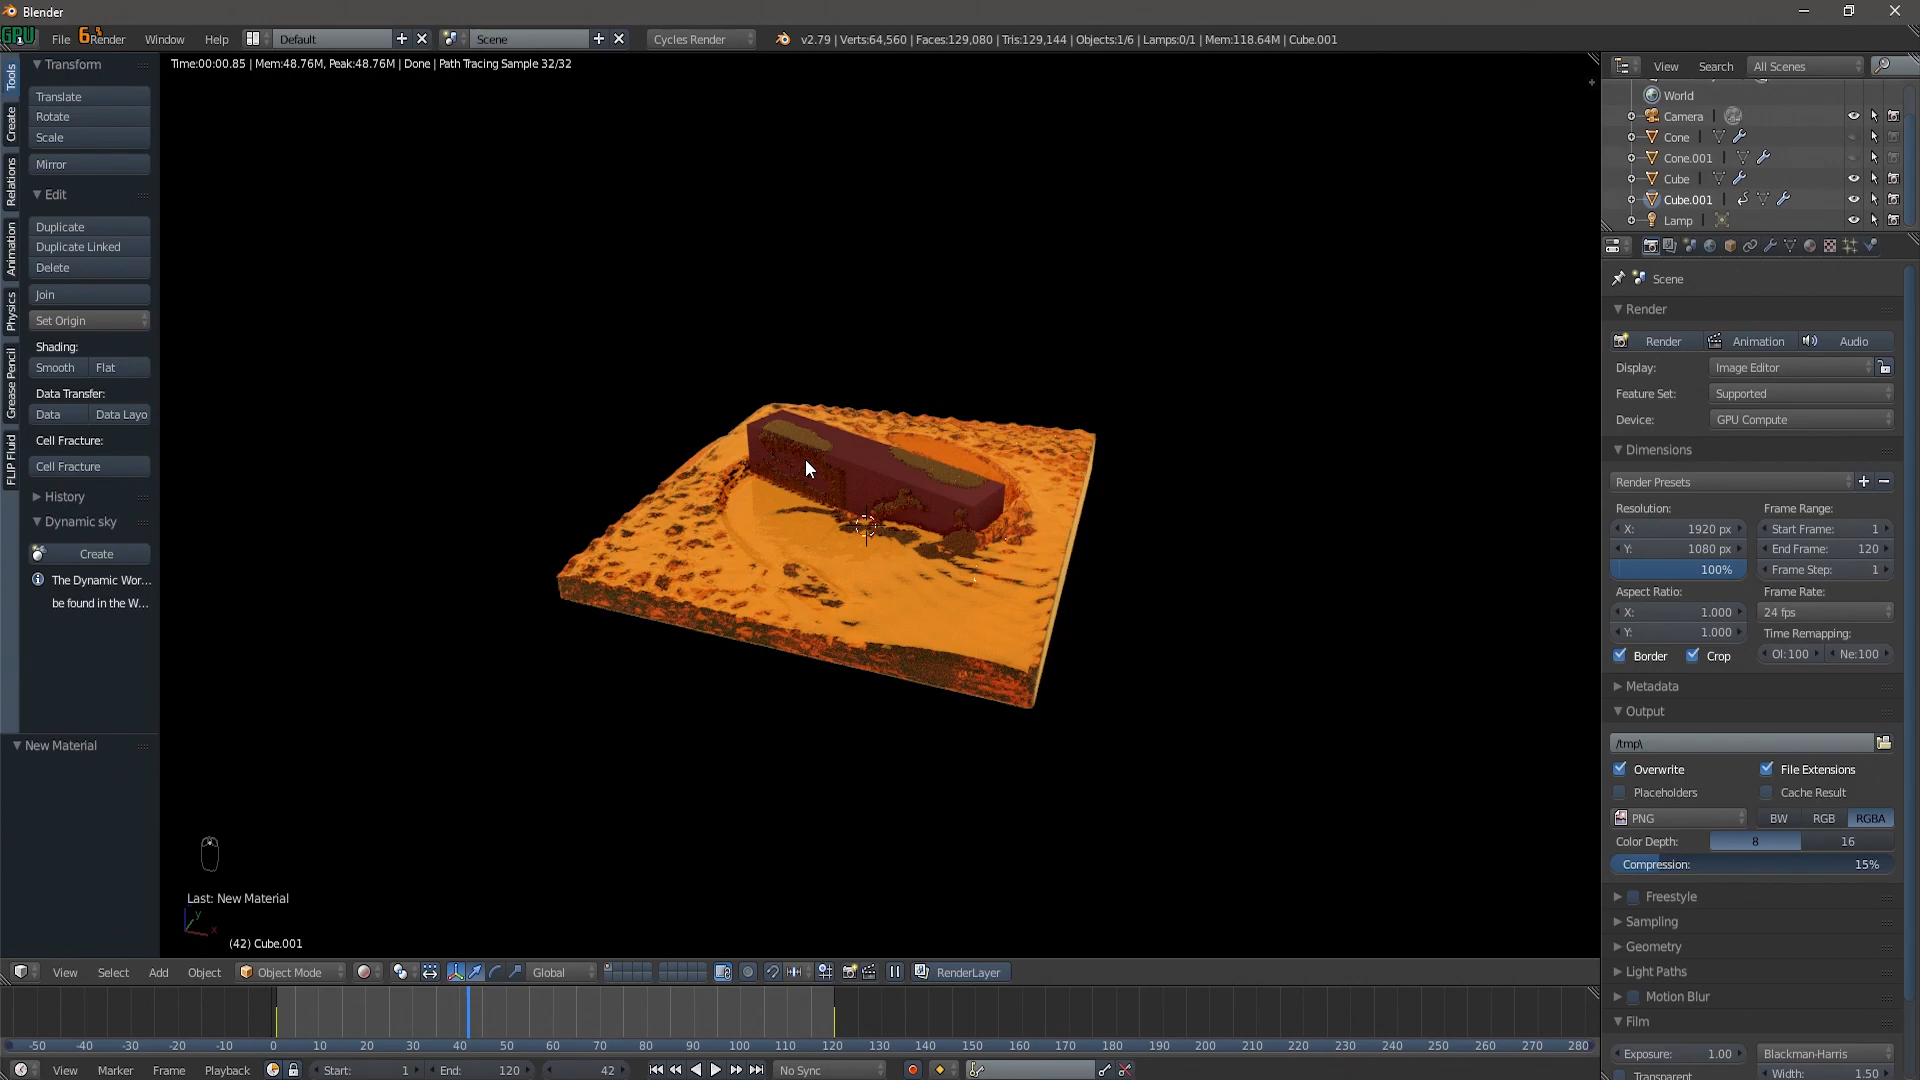 Blender
GPU File Render Window Help Default Scene Cycles Render v2.79 | Verts:64,560 | Faces:129,080 | Tris:129,144 | Objects:1/6 | Lamps:0/1 | Mem:118.64M | Cube.001
Time:00:00.85 | Mem:48.76M, Peak:48.76M | Done | Path Tracing Sample 32/32
Tools
Create
Relations
Animation
Physics
Grease Pencil
FLIP Fluid
Transform
Translate
Rotate
Scale
Mirror
Edit
Duplicate
Duplicate Linked
Delete
Join
Set Origin
Shading:
Smooth Flat
Data Transfer:
Data Data Layo
Cell Fracture:
Cell Fracture
History
Dynamic sky
Create
The Dynamic Wor...
be found in the W...
New Material
Last: New Material
y
x
(42) Cube.001
View Search All Scenes
World
Camera
Cone
Cone.001
Cube
Cube.001
Lamp
Scene
Render
Render Animation Audio
Display: Image Editor
Feature Set: Supported
Device: GPU Compute
Dimensions
Render Presets
Resolution: Frame Range:
X: 1920 px Start Frame: 1
Y: 1080 px End Frame: 120
100% Frame Step: 1
Aspect Ratio: Frame Rate:
X: 1.000 24 fps
Y: 1.000 Time Remapping:
Border Crop Ol:100 Ne:100
Metadata
Output
/tmp\
Overwrite File Extensions
Placeholders Cache Result
PNG BW RGB RGBA
Color Depth: 8 16
Compression: 15%
Freestyle
Sampling
Geometry
Light Paths
Motion Blur
Film
Exposure: 1.00 Blackman-Harris
Transparent Width: 1.50
View Select Add Object Object Mode Global RenderLayer
-50 -40 -30 -20 -10 0 10 20 30 40 50 60 70 80 90 100 110 120 130 140 150 160 170 180 190 200 210 220 230 240 250 260 270 280
View Marker Frame Playback Start: 1 End: 120 42 No Sync